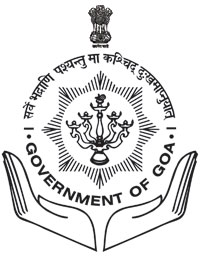 सर्वे भद्राणि पश्यन्तु मा कश्चिद् दुःखमाप्नुयात्
• GOVERNMENT OF GOA •